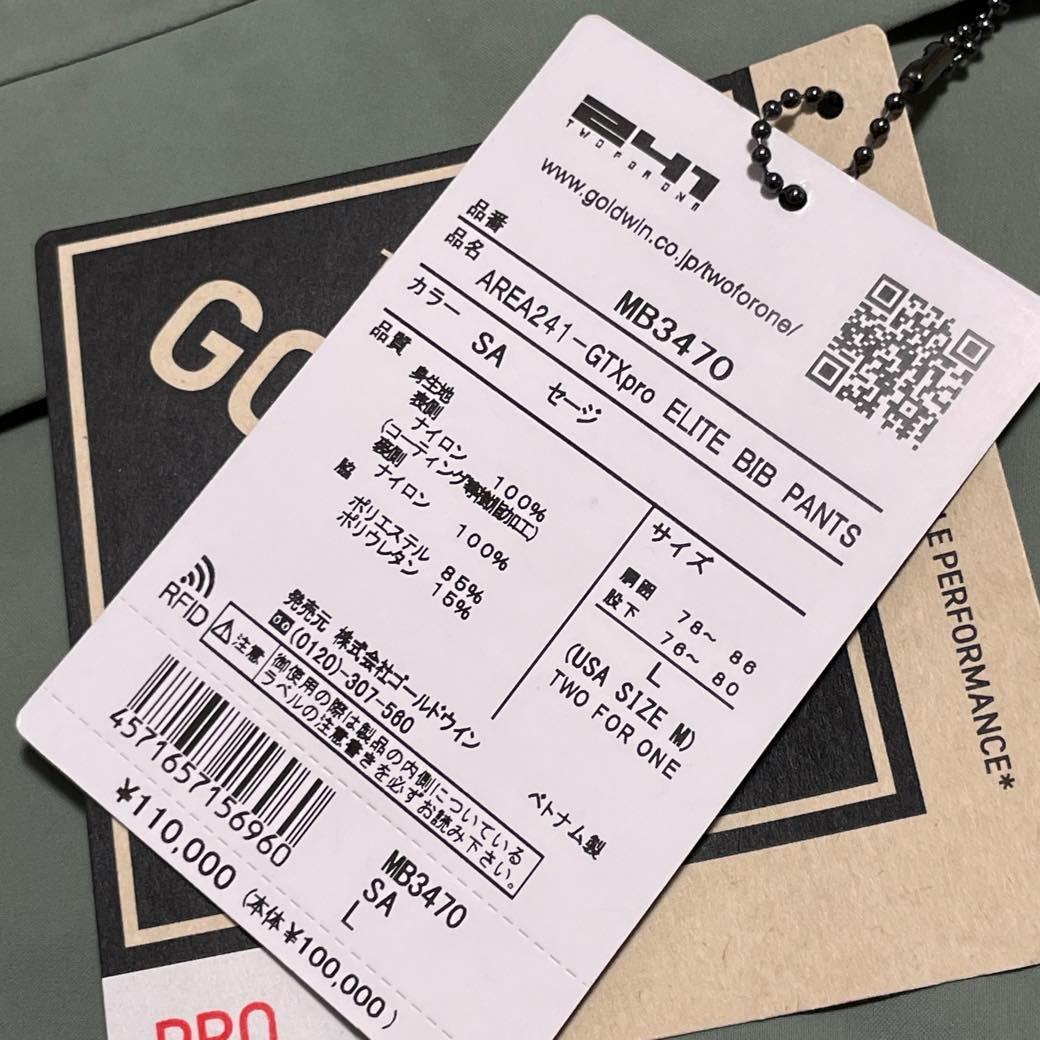 241
TWOFORONE
www.goldwin.co.jp/twoforone/
品番 MB3470
品名 AREA241-GTXpro ELITE BIB PANTS
カラー SA セージ
品質
身生地
表側
ナイロン 100%
裏側
ナイロン 100%
脇
ポリエステル 85%
ポリウレタン 15%
サイズ
胴囲 78~ 86
股下 76~ 80
L
(USA SIZE M)
TWO FOR ONE
RFID
発売元 株式会社ゴールドウイン
(0120)-307-560
注意
御使用の際は製品の内側についている
ラベルの注意書きを必ずお読み下さい。
ベトナム製
4571657156960
¥110,000
(本体¥100,000)
MB3470
SA
L
GO
PERFORMANCE*
PRO